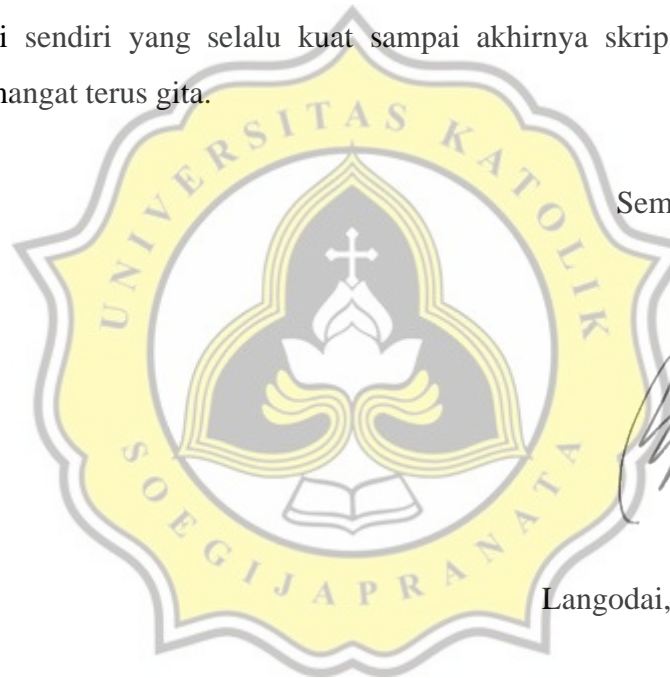 i sendiri yang selalu kuat sampai akhirnya skrip
nangat terus gita.
UNIVERSITAS KATOLIK
Sem
SOEGIJAPRANATA
Langodai,